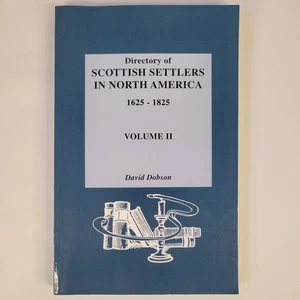 Directory of
SCOTTISH SETTLERS
IN NORTH AMERICA
1625 - 1825
VOLUME II
David Dobson